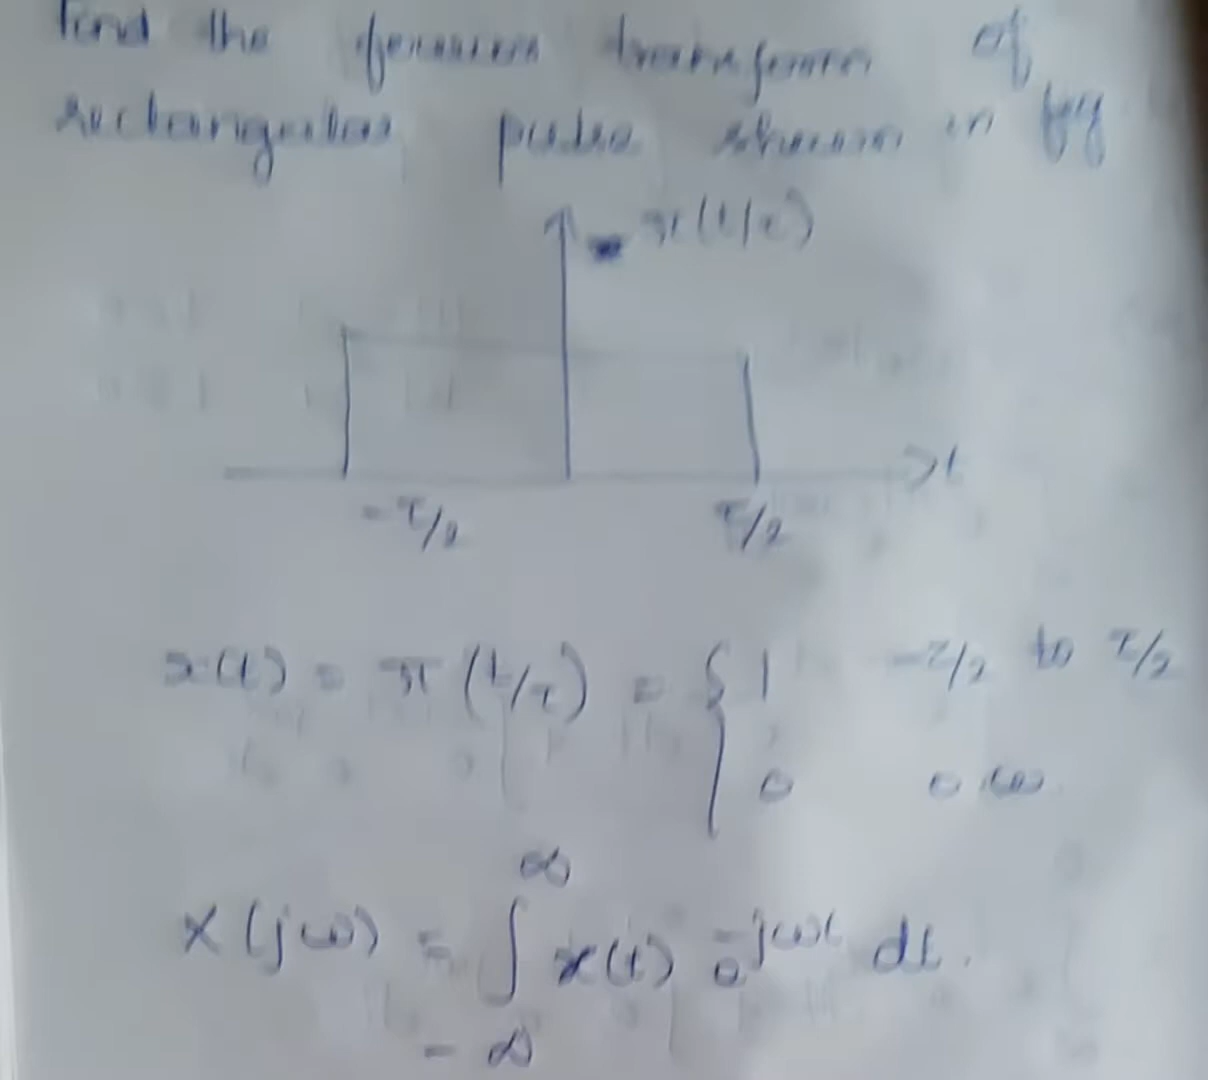 Find the fourier transform of
rectangular pulse shown in fig
π(t/τ)
>t
-τ/2 τ/2
x(t) = π(t/τ) = { 1 -τ/2 to τ/2
0 o.w.
∞
X(jω) = ∫ x(t) e^-jωt dt.
-∞